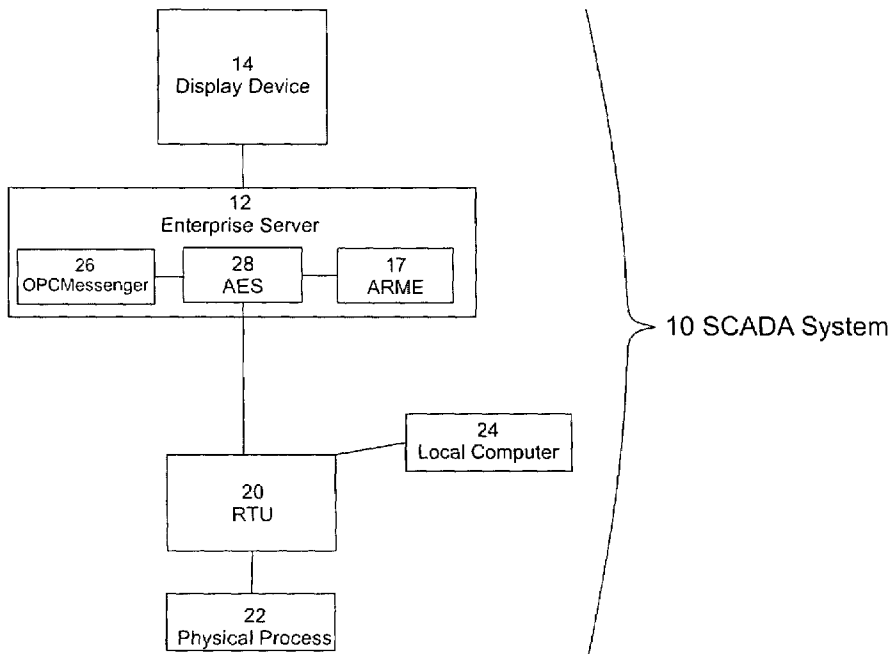 14
Display Device
12
Enterprise Server
26
OPCMessenger
28
AES
17
ARME
10 SCADA System
24
Local Computer
20
RTU
22
Physical Process